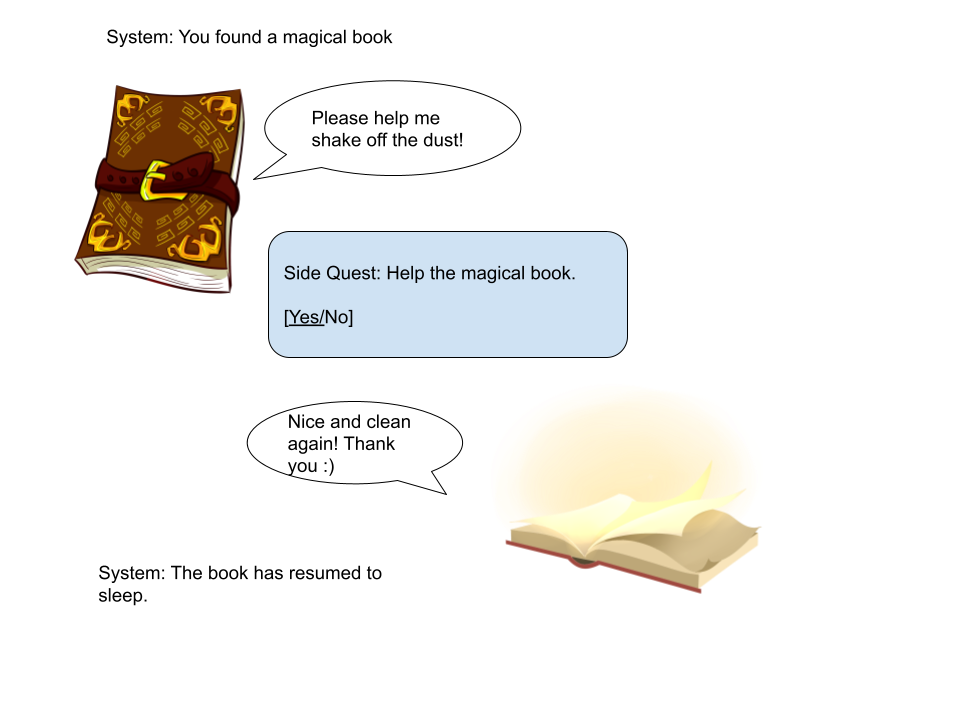 System: You found a magical book
Please help me
shake off the dust!
Side Quest: Help the magical book.
[Yes/No]
Nice and clean
again! Thank
you :)
System: The book has resumed to
sleep.